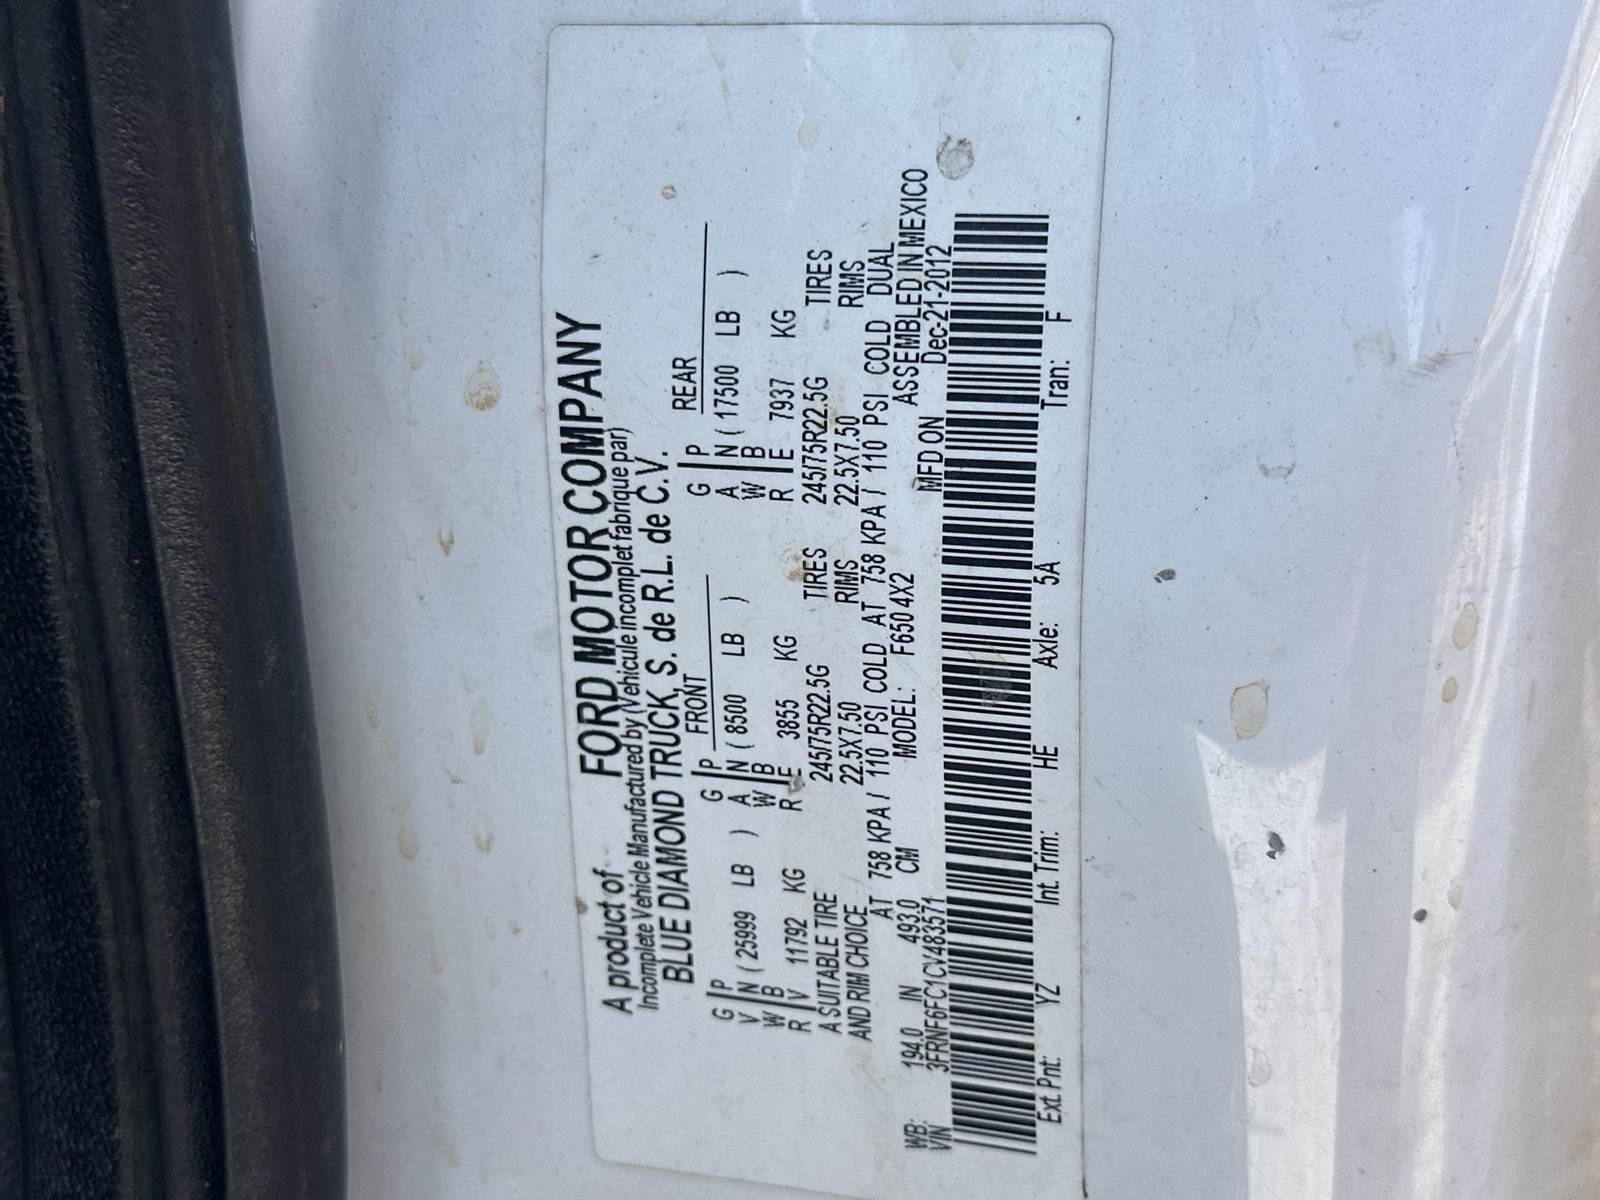 A product of FORD MOTOR COMPANY
Incomplete Vehicle Manufactured by (Vehicule incomplet fabrique par)
BLUE DIAMOND TRUCK, S. de R.L. de C.V.
FRONT REAR
G P G P G P
V N ( 25999 LB ) A N ( 8500 LB ) A N ( 17500 LB )
W B W B W B
R V 11792 KG R E 3855 KG R E 7937 KG
A SUITABLE TIRE 245/75R22.5G TIRES 245/75R22.5G TIRES
AND RIM CHOICE 22.5X7.50 RIMS 22.5X7.50 RIMS
AT 758 KPA / 110 PSI COLD AT 758 KPA / 110 PSI COLD DUAL
WB: 194.0 IN 493.0 CM MODEL: F650 4X2 ASSEMBLED IN MEXICO
VIN 3FRNF6FC1CV483571 MFD ON Dec-21-2012
Ext. Pnt: YZ Int. Trim: HE Axle: 5A Tran: F